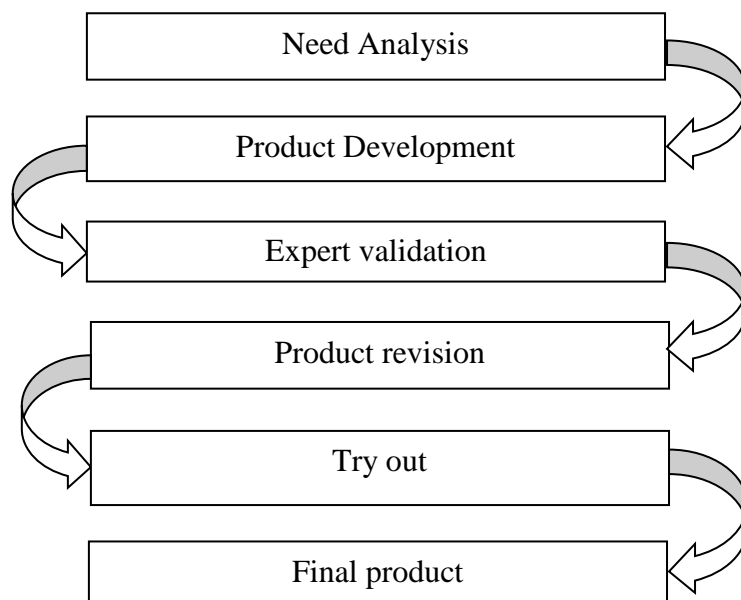 Need Analysis
Product Development
Expert validation
Product revision
Try out
Final product